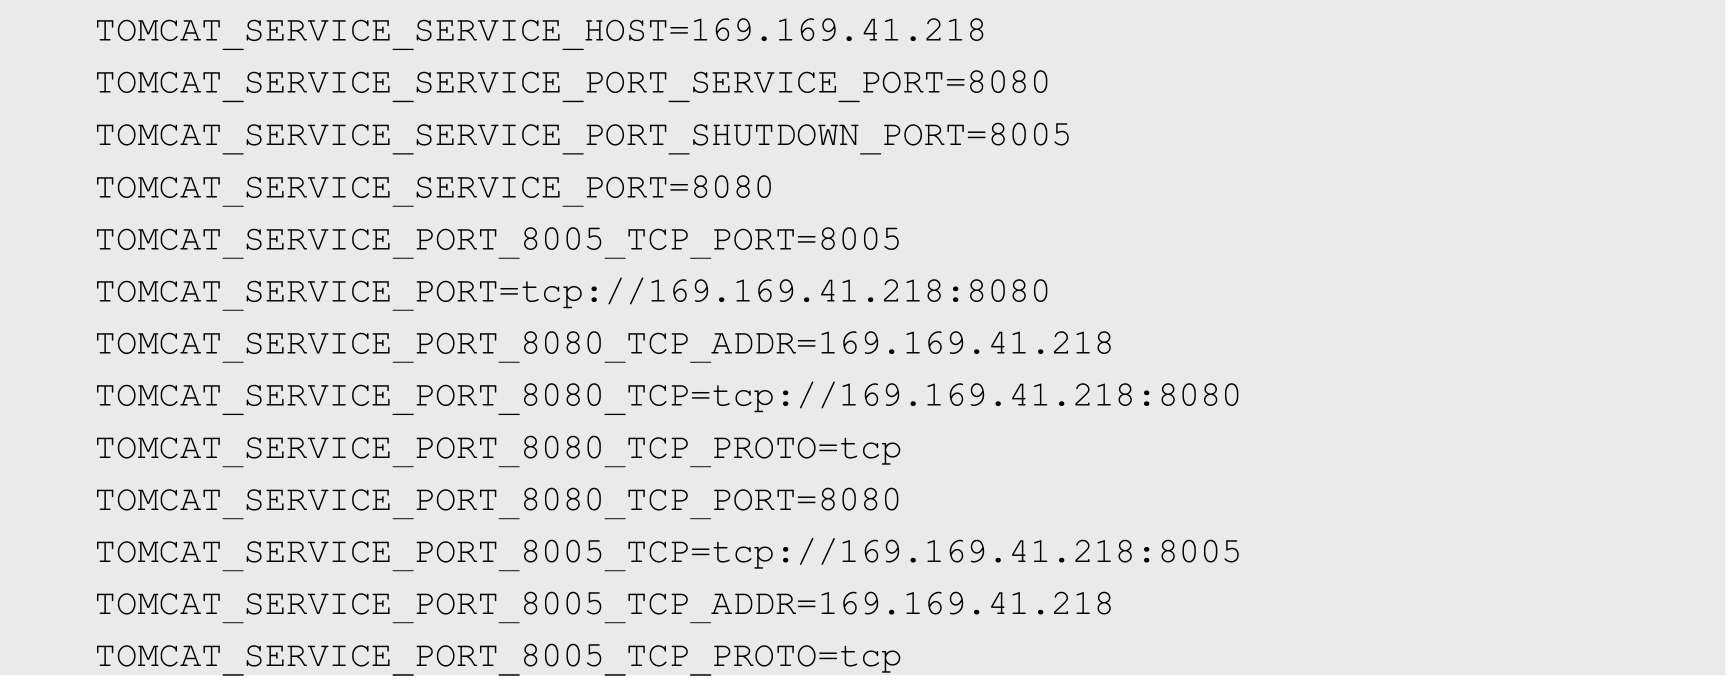 TOMCAT_SERVICE_SERVICE_HOST=169.169.41.218
TOMCAT_SERVICE_SERVICE_PORT_SERVICE_PORT=8080
TOMCAT_SERVICE_SERVICE_PORT_SHUTDOWN_PORT=8005
TOMCAT_SERVICE_SERVICE_PORT=8080
TOMCAT_SERVICE_PORT_8005_TCP_PORT=8005
TOMCAT_SERVICE_PORT=tcp://169.169.41.218:8080
TOMCAT_SERVICE_PORT_8080_TCP_ADDR=169.169.41.218
TOMCAT_SERVICE_PORT_8080_TCP=tcp://169.169.41.218:8080
TOMCAT_SERVICE_PORT_8080_TCP_PROTO=tcp
TOMCAT_SERVICE_PORT_8080_TCP_PORT=8080
TOMCAT_SERVICE_PORT_8005_TCP=tcp://169.169.41.218:8005
TOMCAT_SERVICE_PORT_8005_TCP_ADDR=169.169.41.218
TOMCAT_SERVICE_PORT_8005_TCP_PROTO=tcp